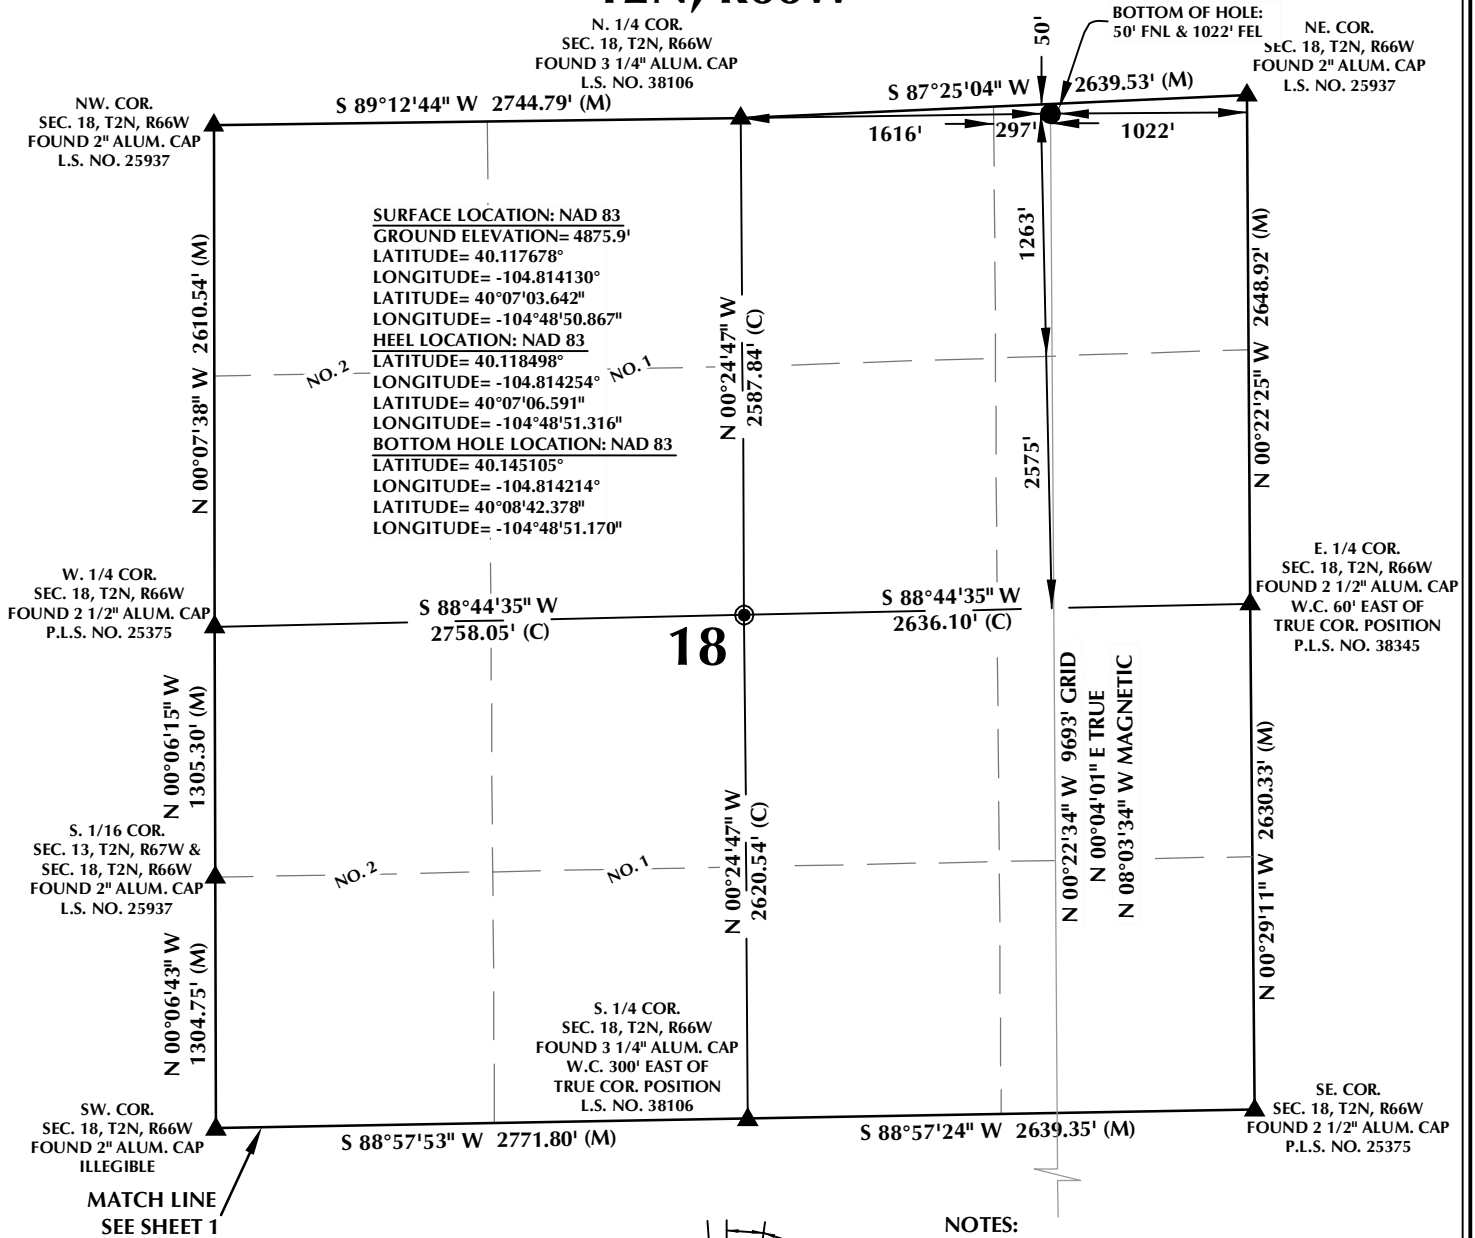 T2N, R66W
N. 1/4 COR.
SEC. 18, T2N, R66W
FOUND 3 1/4" ALUM. CAP
L.S. NO. 38106
BOTTOM OF HOLE:
50' FNL & 1022' FEL
50'
NE. COR.
SEC. 18, T2N, R66W
FOUND 2" ALUM. CAP
L.S. NO. 25937
NW. COR.
SEC. 18, T2N, R66W
FOUND 2" ALUM. CAP
L.S. NO. 25937
S 89°12'44" W 2744.79' (M)
S 87°25'04" W 2639.53' (M)
1616'
297'
1022'
SURFACE LOCATION: NAD 83
GROUND ELEVATION= 4875.9'
LATITUDE= 40.117678°
LONGITUDE= -104.814130°
LATITUDE= 40°07'03.642"
LONGITUDE= -104°48'50.867"
HEEL LOCATION: NAD 83
LATITUDE= 40.118498°
LONGITUDE= -104.814254°
LATITUDE= 40°07'06.591"
LONGITUDE= -104°48'51.316"
BOTTOM HOLE LOCATION: NAD 83
LATITUDE= 40.145105°
LONGITUDE= -104.814214°
LATITUDE= 40°08'42.378"
LONGITUDE= -104°48'51.170"
N 00°07'38" W 2610.54' (M)
NO. 2
NO. 1
N 00°24'47" W
2587.84' (C)
1263'
2575'
N 00°22'25" W 2648.92' (M)
W. 1/4 COR.
SEC. 18, T2N, R66W
FOUND 2 1/2" ALUM. CAP
P.L.S. NO. 25375
S 88°44'35" W
2758.05' (C)
18
S 88°44'35" W
2636.10' (C)
E. 1/4 COR.
SEC. 18, T2N, R66W
FOUND 2 1/2" ALUM. CAP
W.C. 60' EAST OF
TRUE COR. POSITION
P.L.S. NO. 38345
N 00°06'15" W
1305.30' (M)
N 00°22'34" W 9693' GRID
N 00°04'01" E TRUE
N 08°03'34" W MAGNETIC
S. 1/16 COR.
SEC. 13, T2N, R67W &
SEC. 18, T2N, R66W
FOUND 2" ALUM. CAP
L.S. NO. 25937
NO. 2
NO. 1
N 00°24'47" W
2620.54' (C)
N 00°29'11" W 2630.33' (M)
N 00°06'43" W
1304.75' (M)
S. 1/4 COR.
SEC. 18, T2N, R66W
FOUND 3 1/4" ALUM. CAP
W.C. 300' EAST OF
TRUE COR. POSITION
L.S. NO. 38106
SW. COR.
SEC. 18, T2N, R66W
FOUND 2" ALUM. CAP
ILLEGIBLE
S 88°57'53" W 2771.80' (M)
S 88°57'24" W 2639.35' (M)
SE. COR.
SEC. 18, T2N, R66W
FOUND 2 1/2" ALUM. CAP
P.L.S. NO. 25375
MATCH LINE
SEE SHEET 1
NOTES: